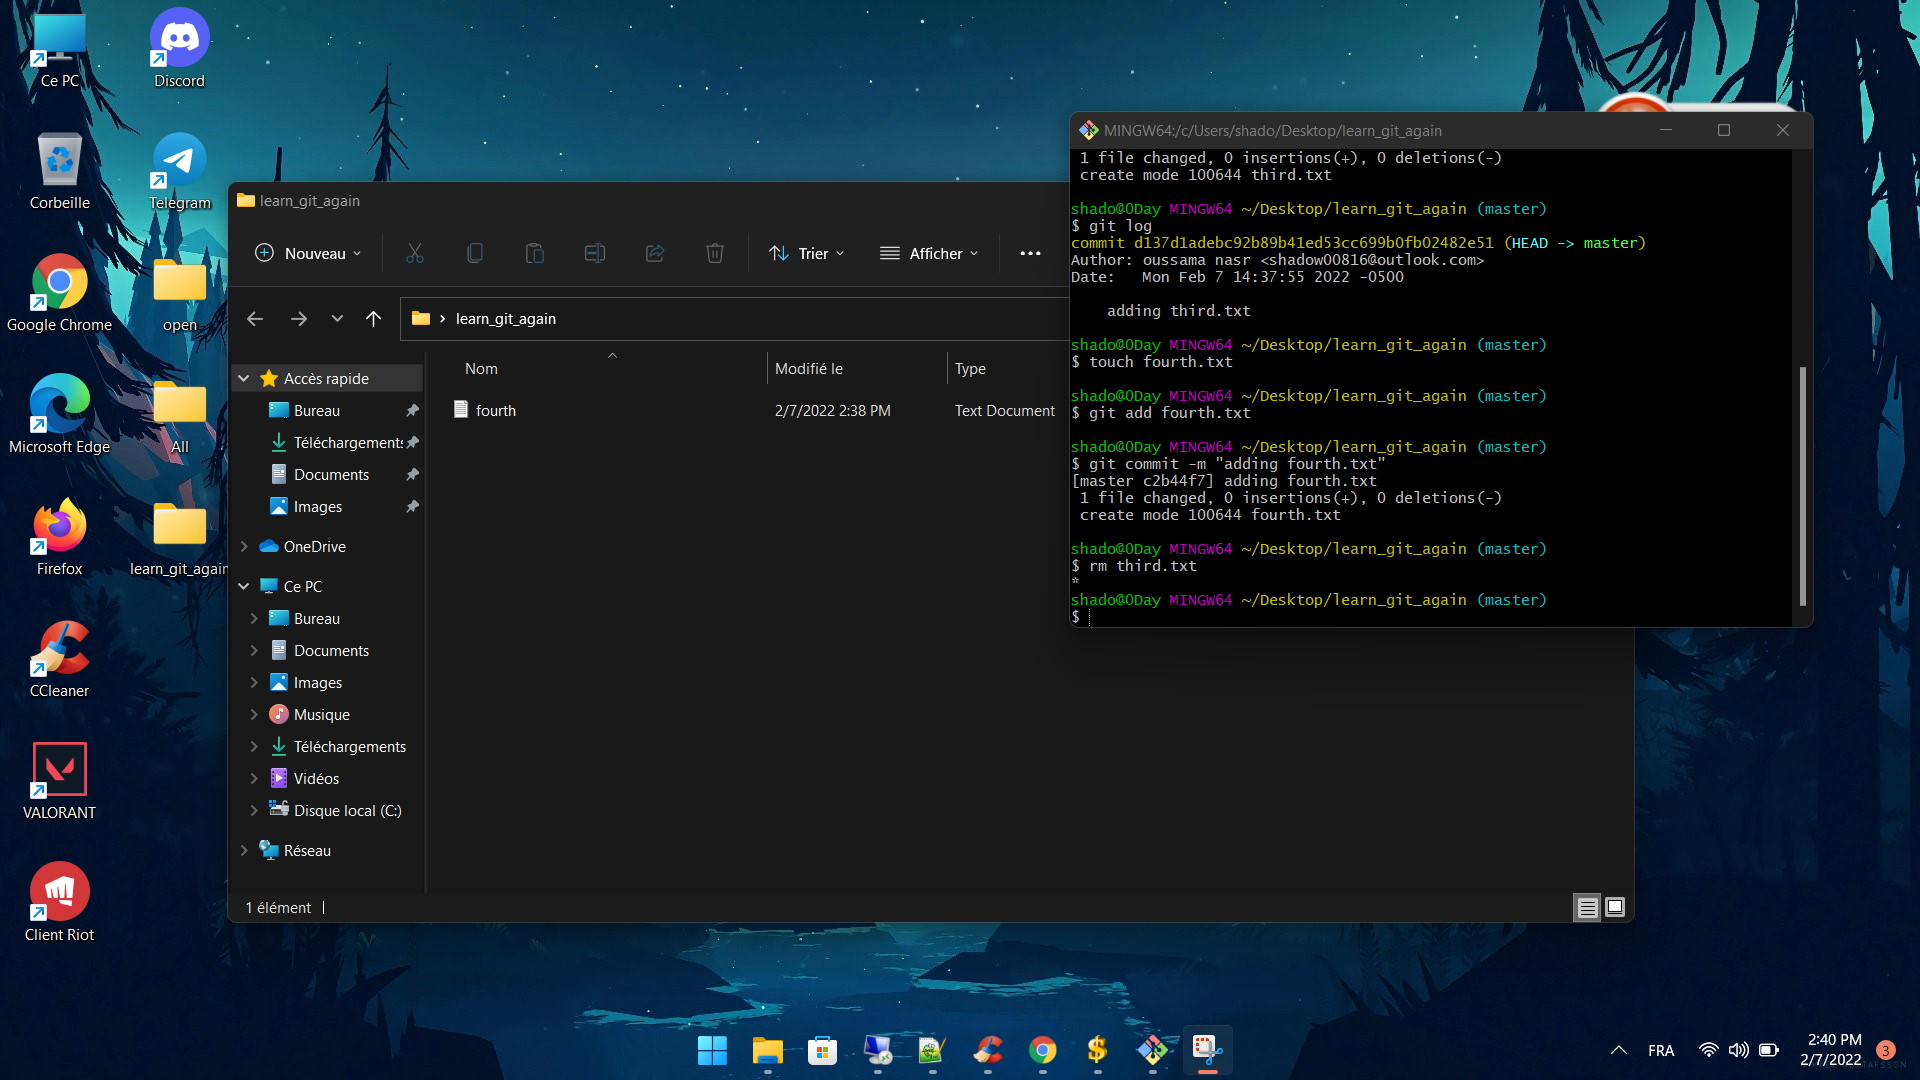 Ce PC
Discord
Corbeille
Telegram
Google Chrome
open
Microsoft Edge
All
Firefox
learn_git_again
CCleaner
VALORANT
Client Riot
learn_git_again
Nouveau
Trier
Afficher
learn_git_again
Nom
Modifié le
Type
fourth
2/7/2022 2:38 PM
Text Document
Accès rapide
Bureau
Téléchargements
Documents
Images
OneDrive
Ce PC
Bureau
Documents
Images
Musique
Téléchargements
Vidéos
Disque local (C:)
Réseau
1 élément
MINGW64:/c/Users/shado/Desktop/learn_git_again
1 file changed, 0 insertions(+), 0 deletions(-)
create mode 100644 third.txt
shado@0Day MINGW64 ~/Desktop/learn_git_again (master)
$ git log
commit d137d1adebc92b89b41ed53cc699b0fb02482e51 (HEAD -> master)
Author: oussama nasr <shadow00816@outlook.com>
Date:   Mon Feb 7 14:37:55 2022 -0500
adding third.txt
shado@0Day MINGW64 ~/Desktop/learn_git_again (master)
$ touch fourth.txt
shado@0Day MINGW64 ~/Desktop/learn_git_again (master)
$ git add fourth.txt
shado@0Day MINGW64 ~/Desktop/learn_git_again (master)
$ git commit -m "adding fourth.txt"
[master c2b44f7] adding fourth.txt
1 file changed, 0 insertions(+), 0 deletions(-)
create mode 100644 fourth.txt
shado@0Day MINGW64 ~/Desktop/learn_git_again (master)
$ rm third.txt
*
shado@0Day MINGW64 ~/Desktop/learn_git_again (master)
$
FRA
2:40 PM
2/7/2022
3